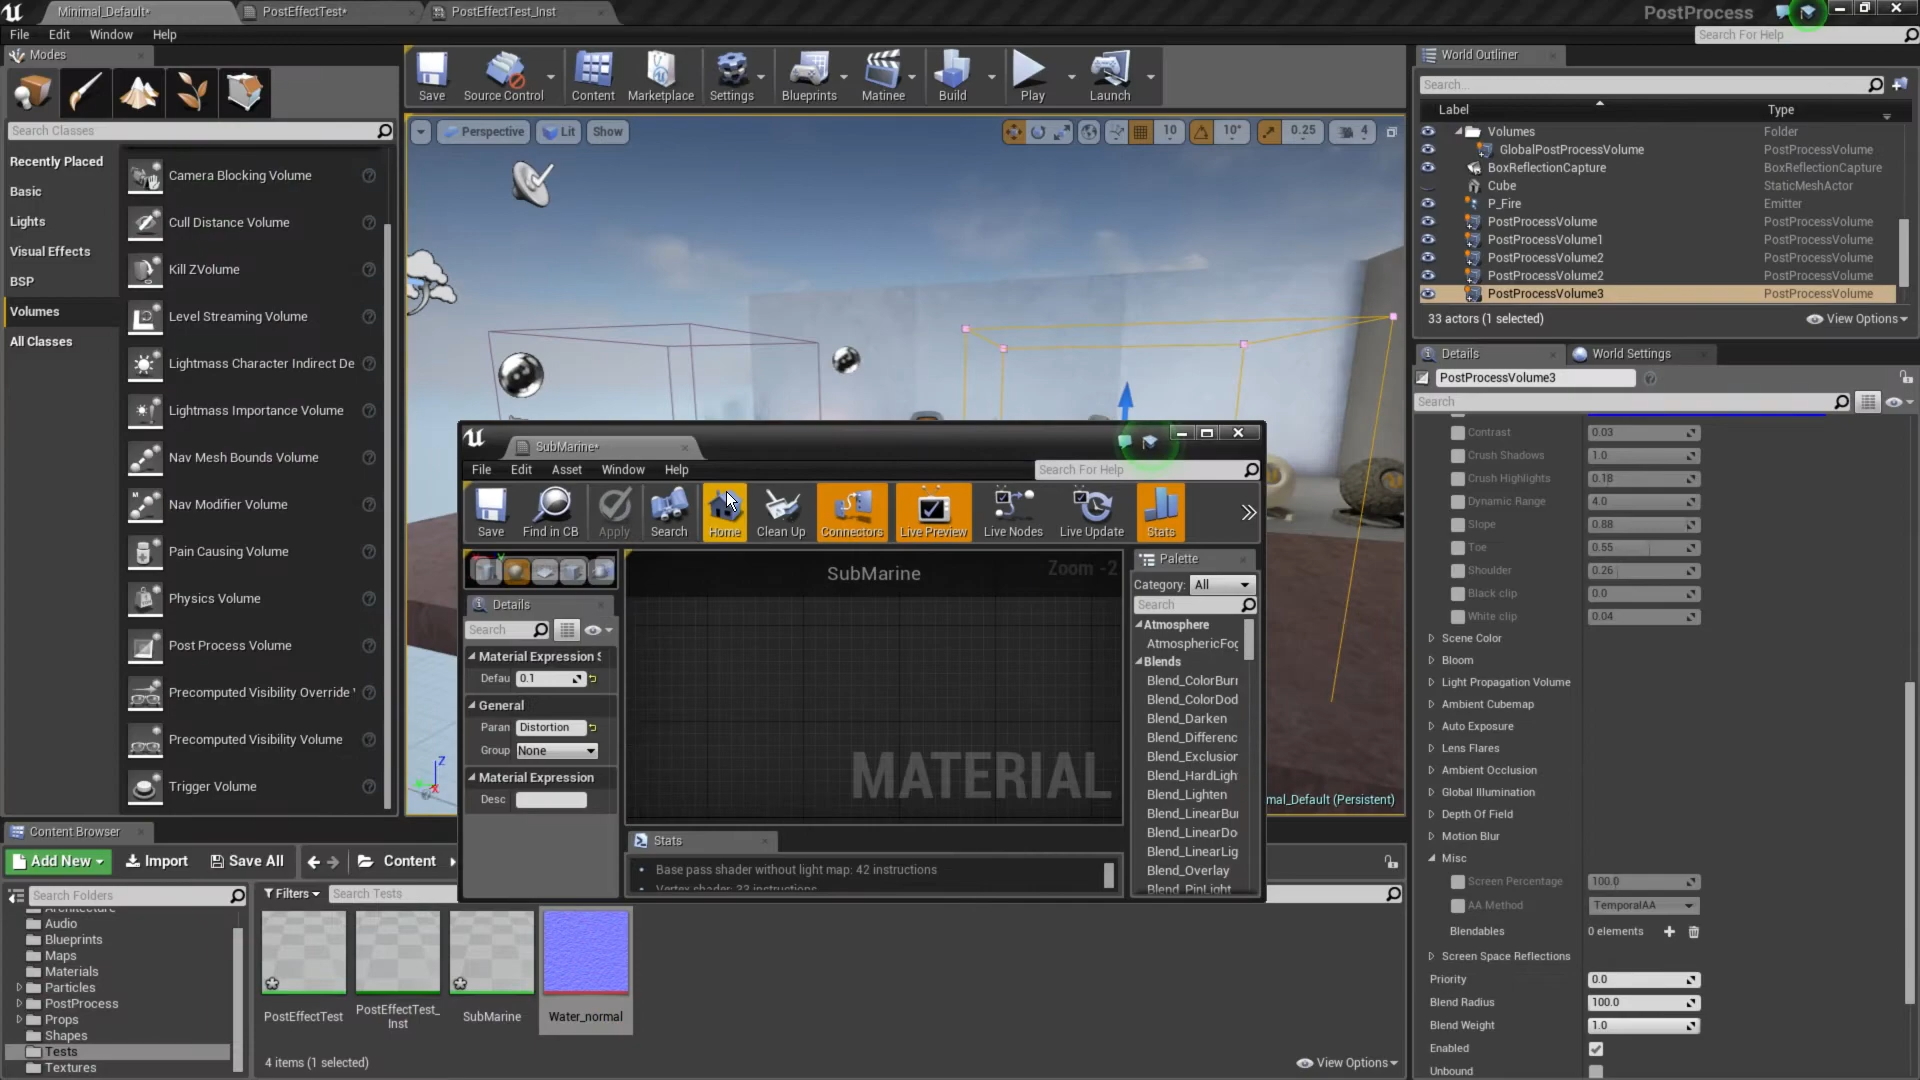 Minimal_Default*
PostEffectTest*
PostEffectTest_Inst
PostProcess
File Edit Window Help
Search For Help
Modes
Search Classes
Recently Placed
Basic
Lights
Visual Effects
BSP
Volumes
All Classes
Camera Blocking Volume
Cull Distance Volume
Kill ZVolume
Level Streaming Volume
Lightmass Character Indirect De
Lightmass Importance Volume
Nav Mesh Bounds Volume
Nav Modifier Volume
Pain Causing Volume
Physics Volume
Post Process Volume
Precomputed Visibility Override
Precomputed Visibility Volume
Trigger Volume
Save Source Control Content Marketplace Settings Blueprints Matinee Build Play Launch
Perspective Lit Show
10 10° 0.25 4
SubMarine*
File Edit Asset Window Help
Search For Help
Save Find in CB Apply Search Home Clean Up Connectors Live Preview Live Nodes Live Update Stats
Details
Search
Material Expression S
Defau 0.1
General
Paran Distortion
Group None
Material Expression
Desc
SubMarine
Zoom -2
MATERIAL
Stats
• Base pass shader without light map: 42 instructions
• Vertex shader: 33 instructions
Palette
Category: All
Search
Atmosphere
AtmosphericFog
Blends
Blend_ColorBurn
Blend_ColorDod
Blend_Darken
Blend_Differenc
Blend_Exclusion
Blend_HardLigh
Blend_Lighten
Blend_LinearBu
Blend_LinearDo
Blend_LinearLig
Blend_Overlay
Blend_PinLight
mal_Default (Persistent)
Z
Content Browser
Add New Import Save All Content
Search Folders
Architecture
Audio
Blueprints
Maps
Materials
Particles
PostProcess
Props
Shapes
Tests
Textures
Filters Search Tests
PostEffectTest
PostEffectTest_
Inst
SubMarine
Water_normal
4 items (1 selected)
View Options
World Outliner
Search...
Label Type
Volumes Folder
GlobalPostProcessVolume PostProcessVolume
BoxReflectionCapture BoxReflectionCapture
Cube StaticMeshActor
P_Fire Emitter
PostProcessVolume PostProcessVolume
PostProcessVolume1 PostProcessVolume
PostProcessVolume2 PostProcessVolume
PostProcessVolume2 PostProcessVolume
PostProcessVolume3 PostProcessVolume
33 actors (1 selected)
View Options
Details
World Settings
PostProcessVolume3
Search
Contrast 0.03
Crush Shadows 1.0
Crush Highlights 0.18
Dynamic Range 4.0
Slope 0.88
Toe 0.55
Shoulder 0.26
Black clip 0.0
White clip 0.04
Scene Color
Bloom
Light Propagation Volume
Ambient Cubemap
Auto Exposure
Lens Flares
Ambient Occlusion
Global Illumination
Depth Of Field
Motion Blur
Misc
Screen Percentage 100.0
AA Method TemporalAA
Blendables 0 elements
Screen Space Reflections
Priority 0.0
Blend Radius 100.0
Blend Weight 1.0
Enabled
Unbound